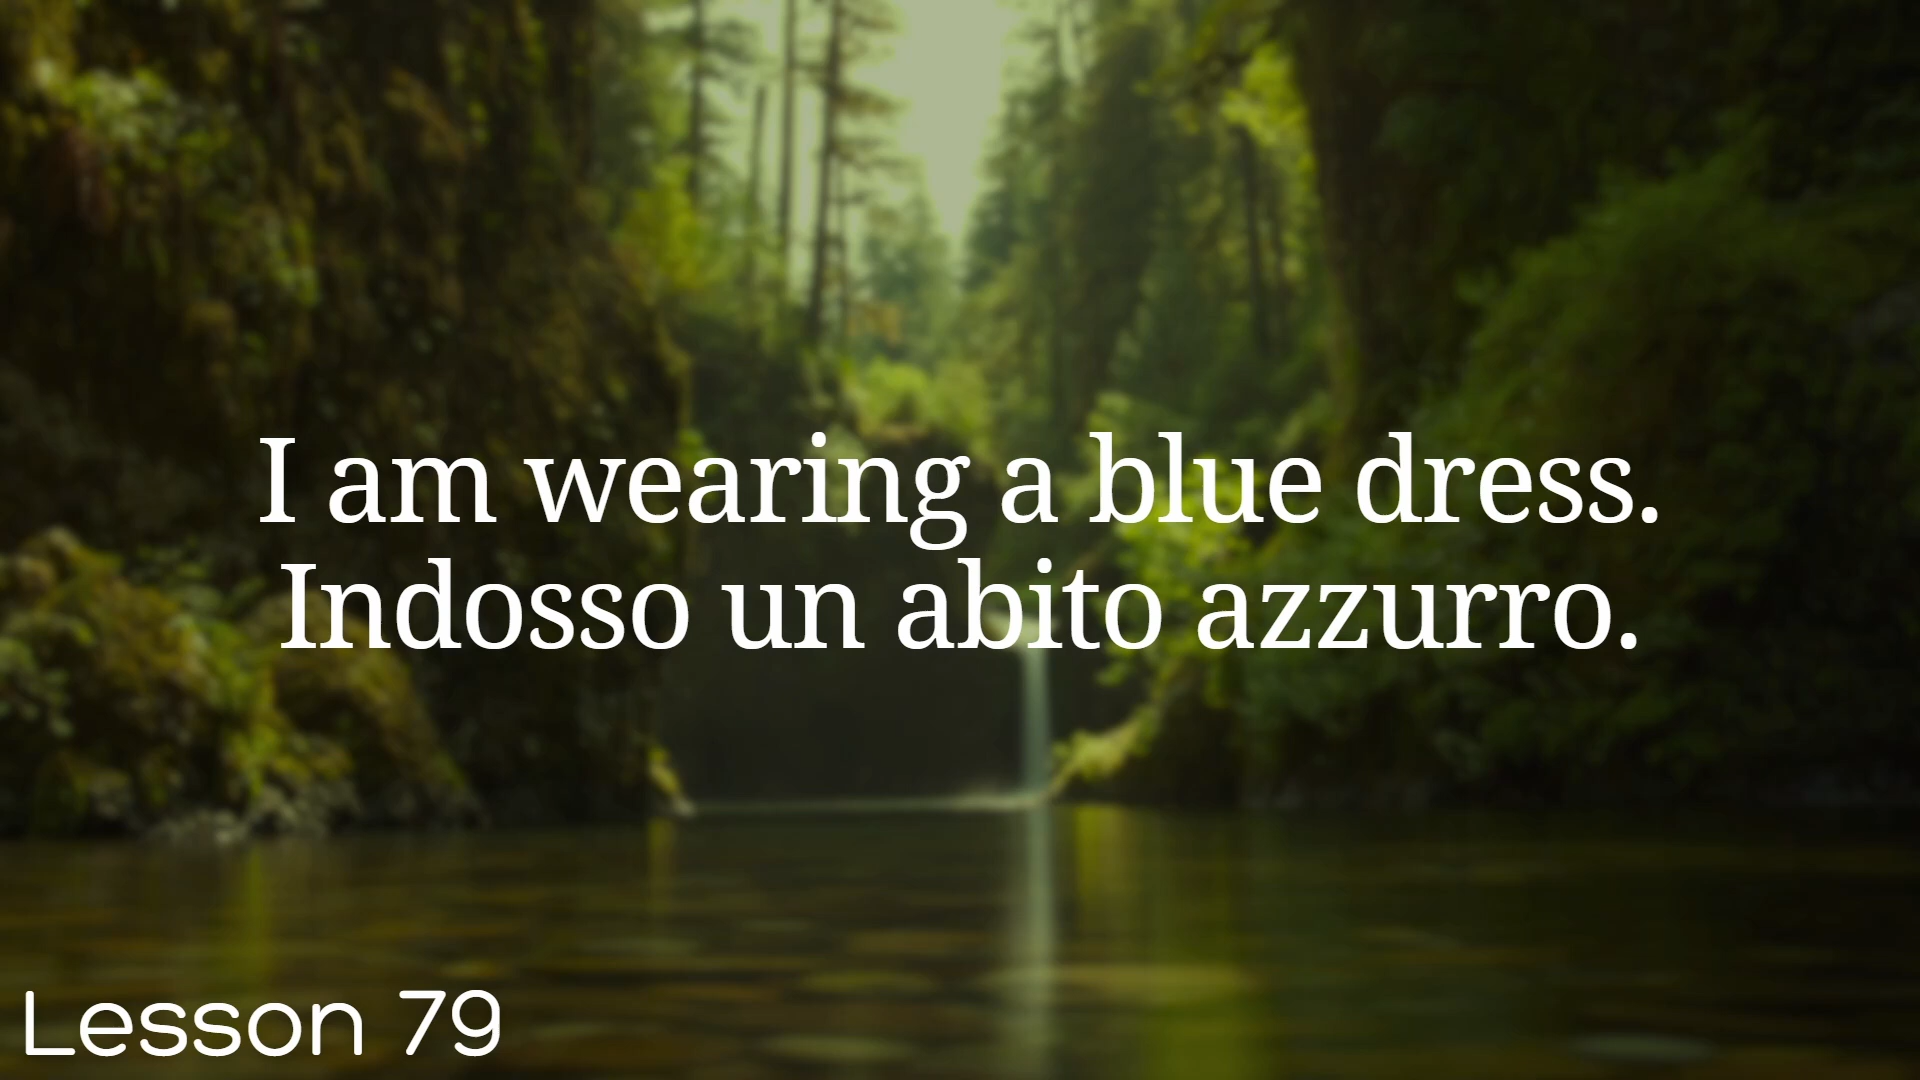 I am wearing a blue dress.
Indosso un abito azzurro.
Lesson 79